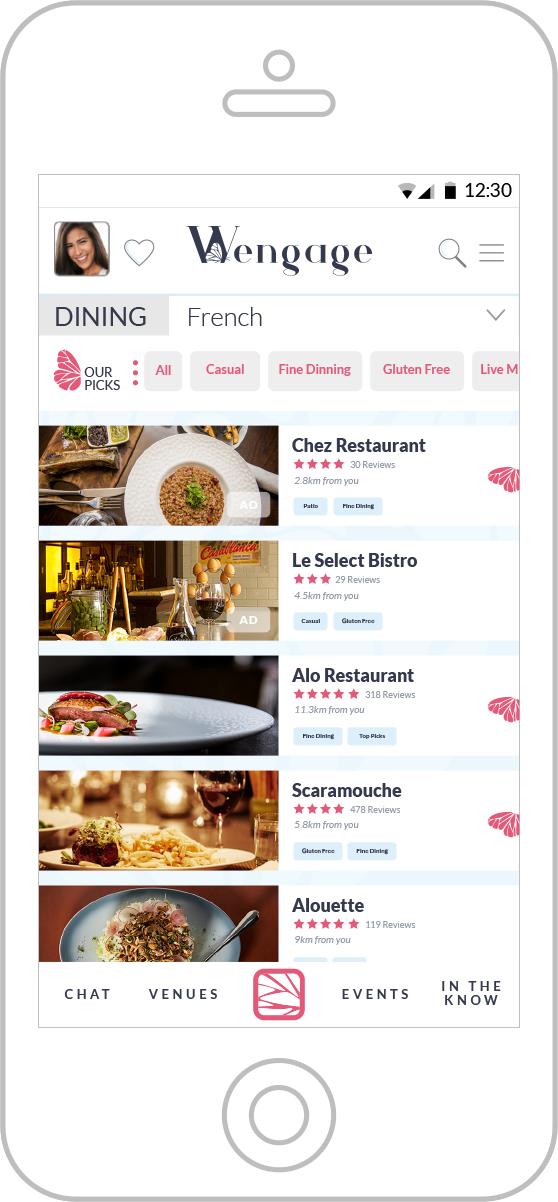 12:30
Wengage
DINING
French
OUR
PICKS
All
Casual
Fine Dinning
Gluten Free
Live M
Chez Restaurant
30 Reviews
2.8km from you
Patio
Fine Dining
AD
Casablanca
Le Select Bistro
29 Reviews
4.5km from you
Casual
Gluten Free
AD
Alo Restaurant
318 Reviews
11.3km from you
Fine Dining
Top Picks
Scaramouche
478 Reviews
5.8km from you
Gluten Free
Fine Dining
Alouette
119 Reviews
9km from you
CHAT
VENUES
EVENTS
IN THE
KNOW